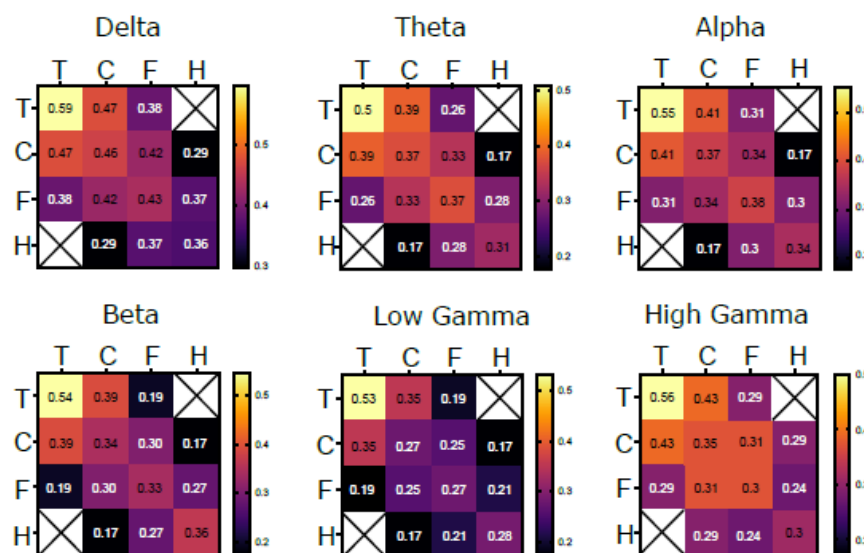 Delta Theta Alpha
T C F H T C F H T C F H
T 0.59 0.47 0.38 T 0.5 0.39 0.26 0.5 T 0.55 0.41 0.31
0.5 0.4
C 0.47 0.46 0.42 0.29 C 0.39 0.37 0.33 0.17 C 0.41 0.37 0.34 0.17
0.4 0.3
F 0.38 0.42 0.43 0.37 F 0.26 0.33 0.37 0.28 F 0.31 0.34 0.38 0.3
H 0.29 0.37 0.36 0.3 H 0.17 0.28 0.31 0.2 H 0.17 0.3 0.34
Beta Low Gamma High Gamma
T C F H T C F H T C F H
T 0.54 0.39 0.19 0.5 T 0.53 0.35 0.19 0.5 T 0.56 0.43 0.29
C 0.39 0.34 0.30 0.17 0.4 C 0.35 0.27 0.25 0.17 0.4 C 0.43 0.35 0.31 0.29
F 0.19 0.30 0.33 0.27 0.3 F 0.19 0.25 0.27 0.21 0.3 F 0.29 0.31 0.3 0.24
H 0.17 0.27 0.36 0.2 H 0.17 0.21 0.28 0.2 H 0.29 0.24 0.3